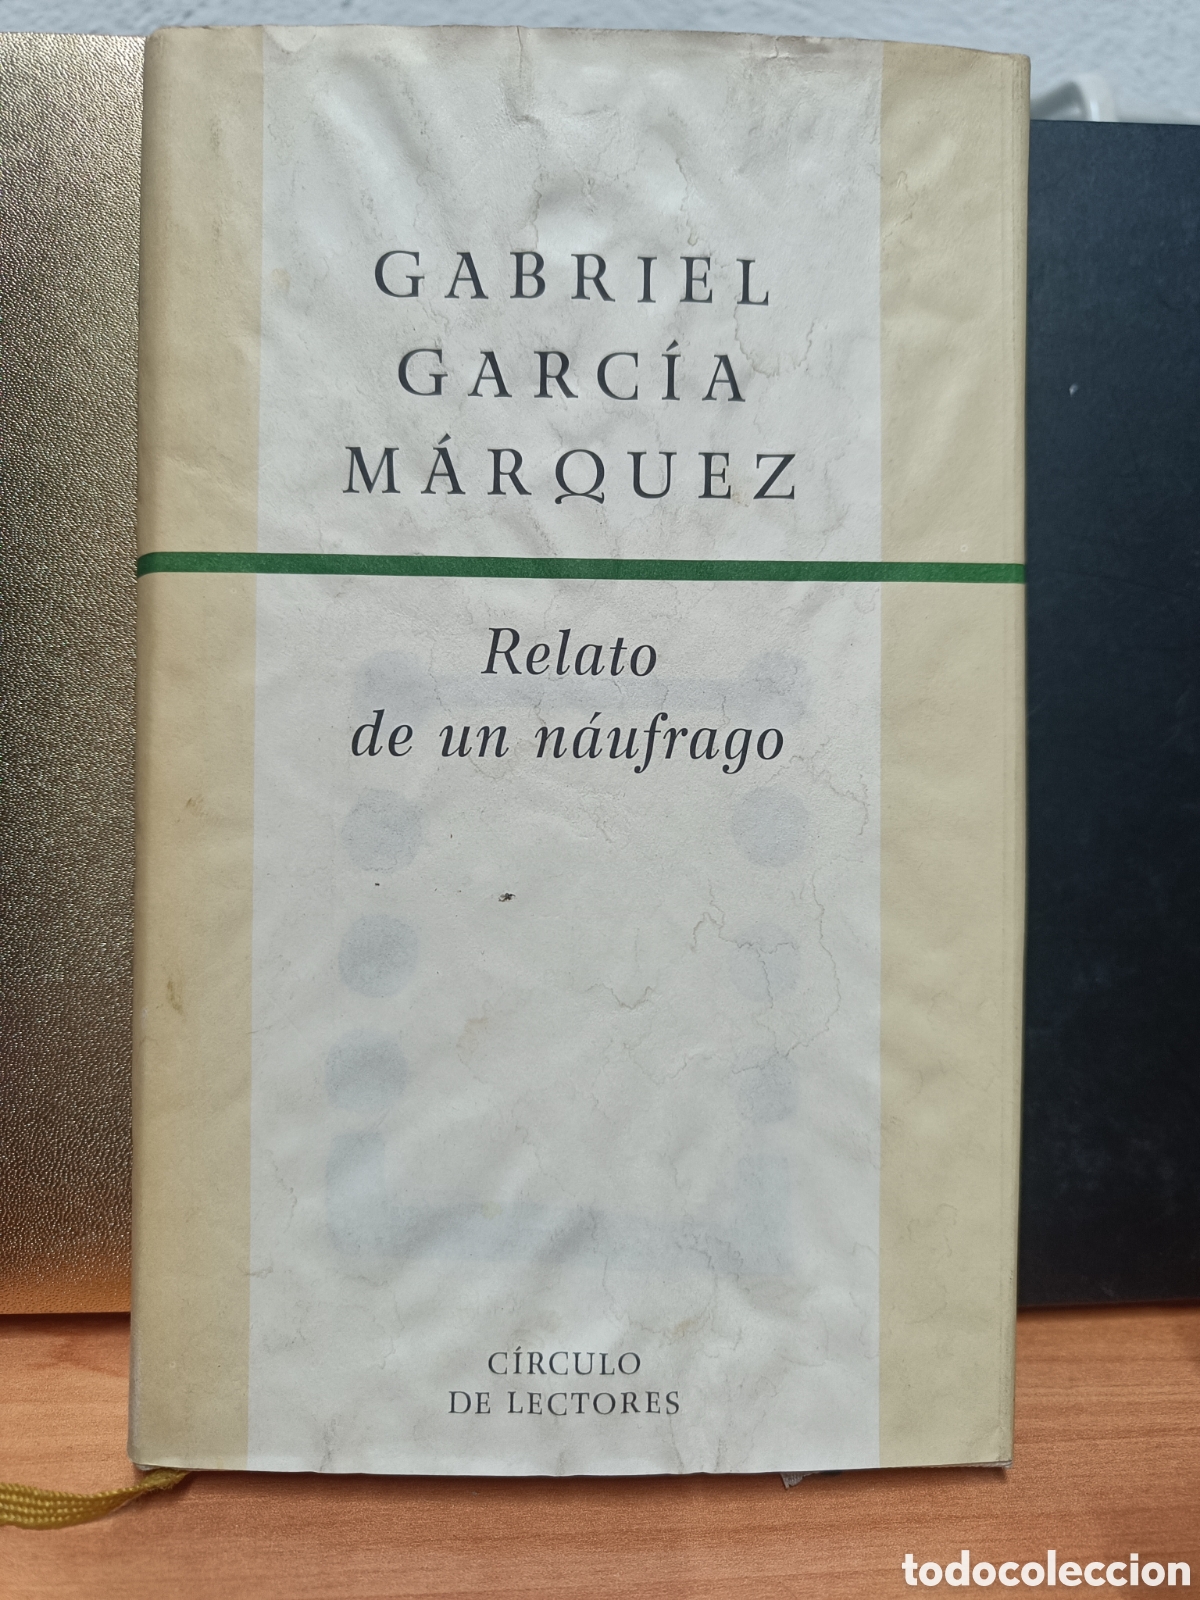 GABRIEL
GARCÍA
MÁRQUEZ
Relato
de un náufrago
CÍRCULO
DE LECTORES
todocoleccion